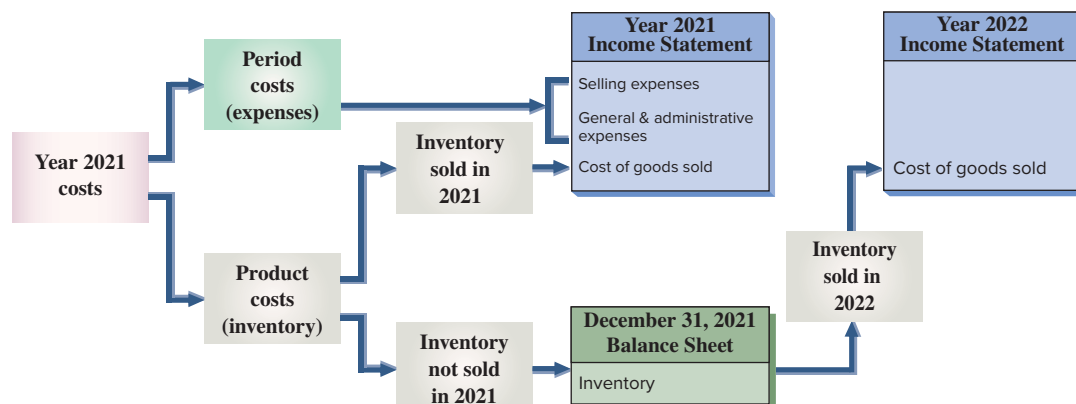 Year 2021
costs
Period
costs
(expenses)
Product
costs
(inventory)
Inventory
sold in
2021
Inventory
not sold
in 2021
Year 2021
Income Statement
Selling expenses
General & administrative
expenses
Cost of goods sold
December 31, 2021
Balance Sheet
Inventory
Inventory
sold in
2022
Year 2022
Income Statement
Cost of goods sold